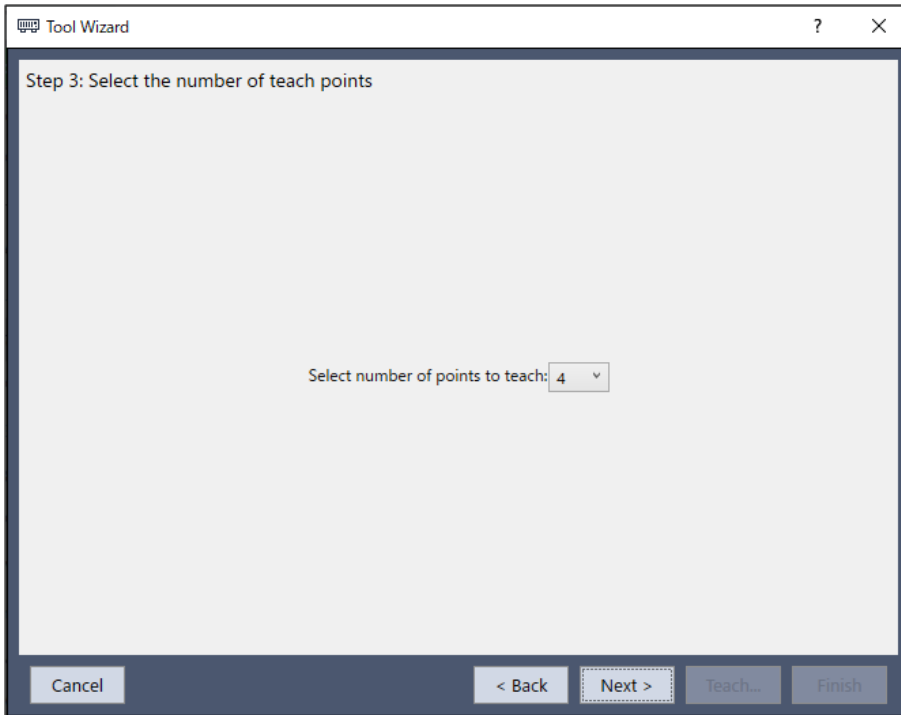 Tool Wizard ?
Step 3: Select the number of teach points
Select number of points to teach: 4
Cancel < Back Next > Teach... Finish